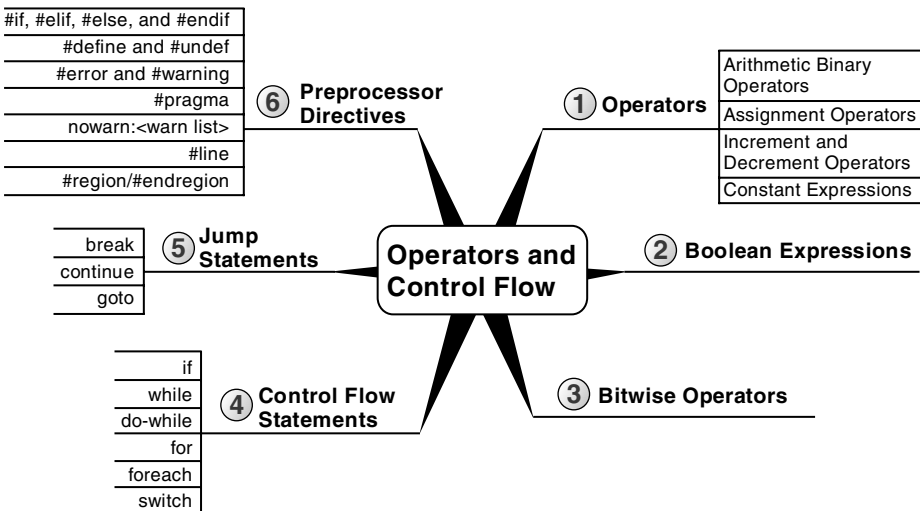 Operators and
Control Flow
1 Operators
Arithmetic Binary
Operators
Assignment Operators
Increment and
Decrement Operators
Constant Expressions
2 Boolean Expressions
3 Bitwise Operators
4 Control Flow
Statements
if
while
do-while
for
foreach
switch
5 Jump
Statements
break
continue
goto
6 Preprocessor
Directives
#if, #elif, #else, and #endif
#define and #undef
#error and #warning
#pragma
nowarn:<warn list>
#line
#region/#endregion